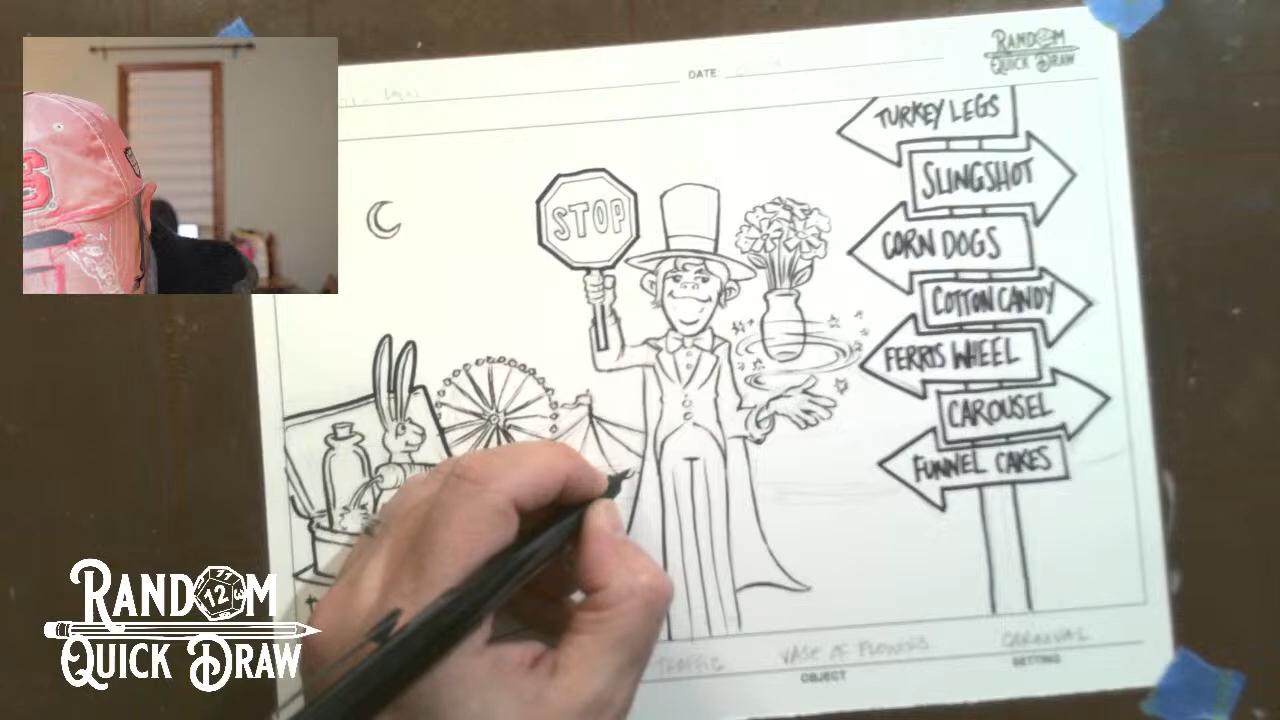 RANDOM
QUICK DRAW
DATE:
TURKEY LEGS
SLINGSHOT
STOP
CORN DOGS
COTTON CANDY
FERRIS WHEEL
CAROUSEL
FUNNEL CAKES
RANDOM
12
QUICK DRAW
TRAFFIC
VASE OF FLOWERS
CARNIVAL
OBJECT
SETTING